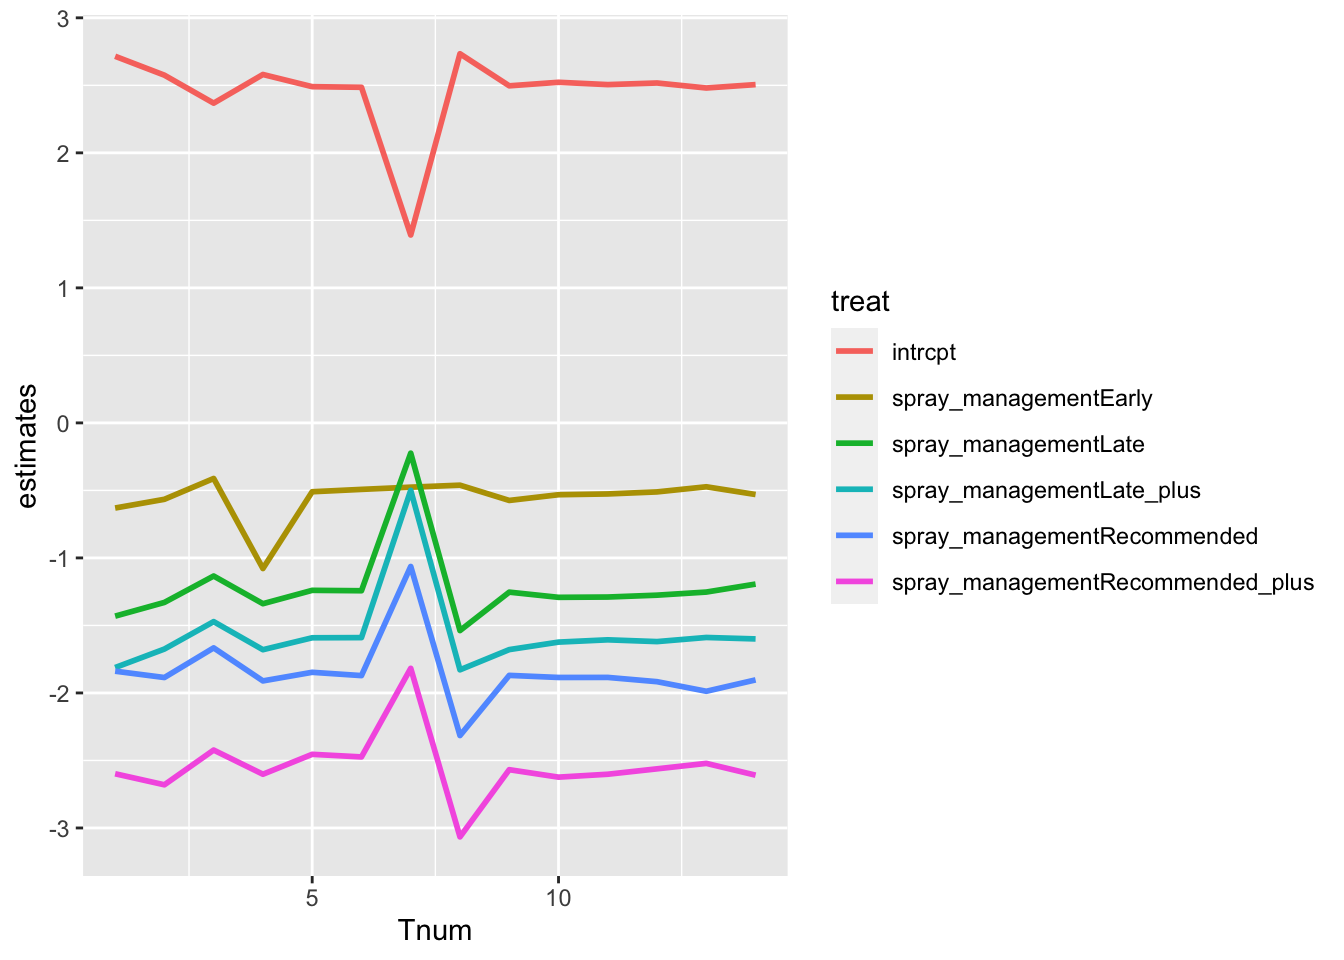 3
2
1
0
-1
-2
-3
estimates
5
10
Tnum
treat
intrcpt
spray_managementEarly
spray_managementLate
spray_managementLate_plus
spray_managementRecommended
spray_managementRecommended_plus